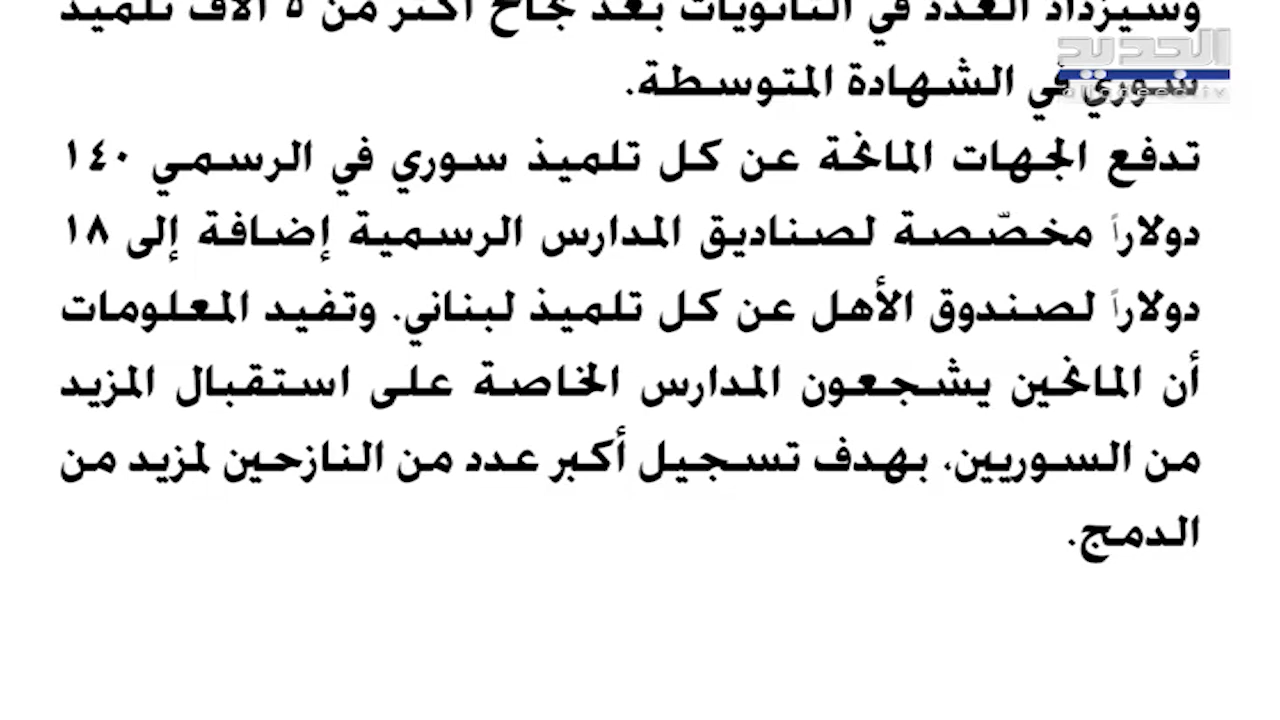 وسيزداد العدد في الثانويات بعد نجاح أكثر من ٥ آلاف تلميذ
الجديد
سوري في الشهادة المتوسطة.
aljadeedtv
تدفع الجهات المانحة عن كل تلميذ سوري في الرسمي ١٤٠
دولاراً مخصّصة لصناديق المدارس الرسمية إضافة إلى ١٨
دولاراً لصندوق الأهل عن كل تلميذ لبناني. وتفيد المعلومات
أن المانحين يشجعون المدارس الخاصة على استقبال المزيد
من السوريين، بهدف تسجيل أكبر عدد من النازحين لمزيد من
الدمج.